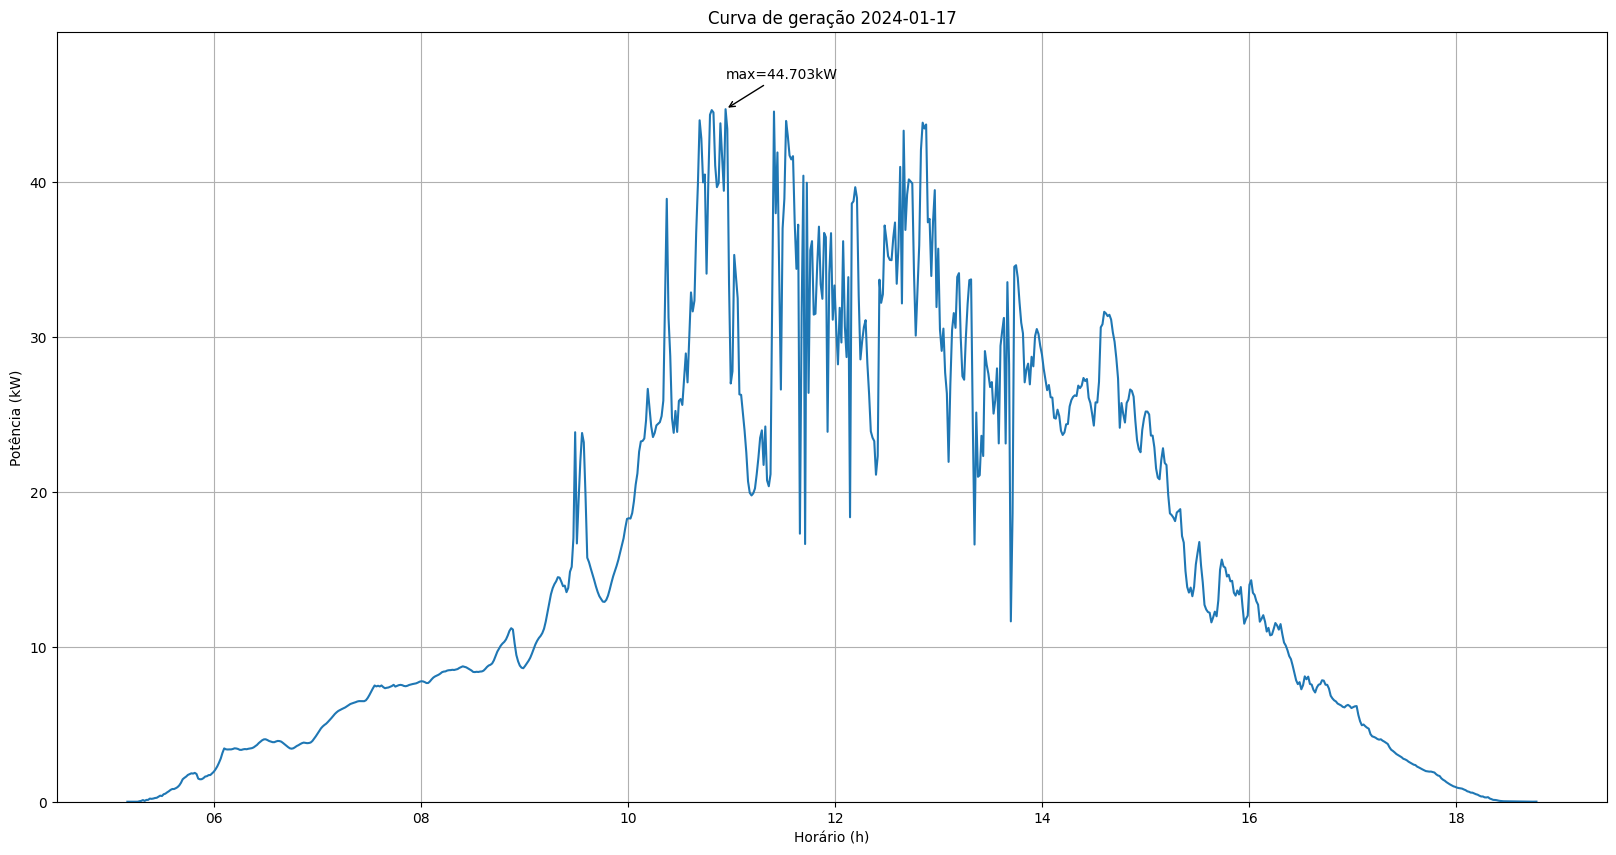 Curva de geração 2024-01-17
max=44.703kW
Potência (kW)
40
30
20
10
0
06 08 10 12 14 16 18
Horário (h)